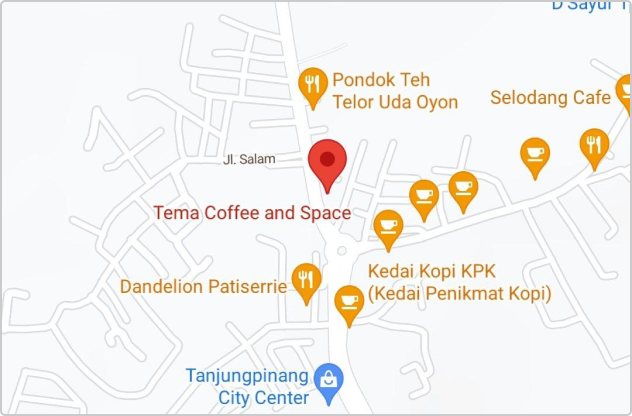 D'Sayur T
Pondok Teh
Telor Uda Oyon
Selodang Cafe
Jl. Salam
Tema Coffee and Space
Kedai Kopi KPK
(Kedai Penikmat Kopi)
Dandelion Patiserrie
Tanjungpinang
City Center